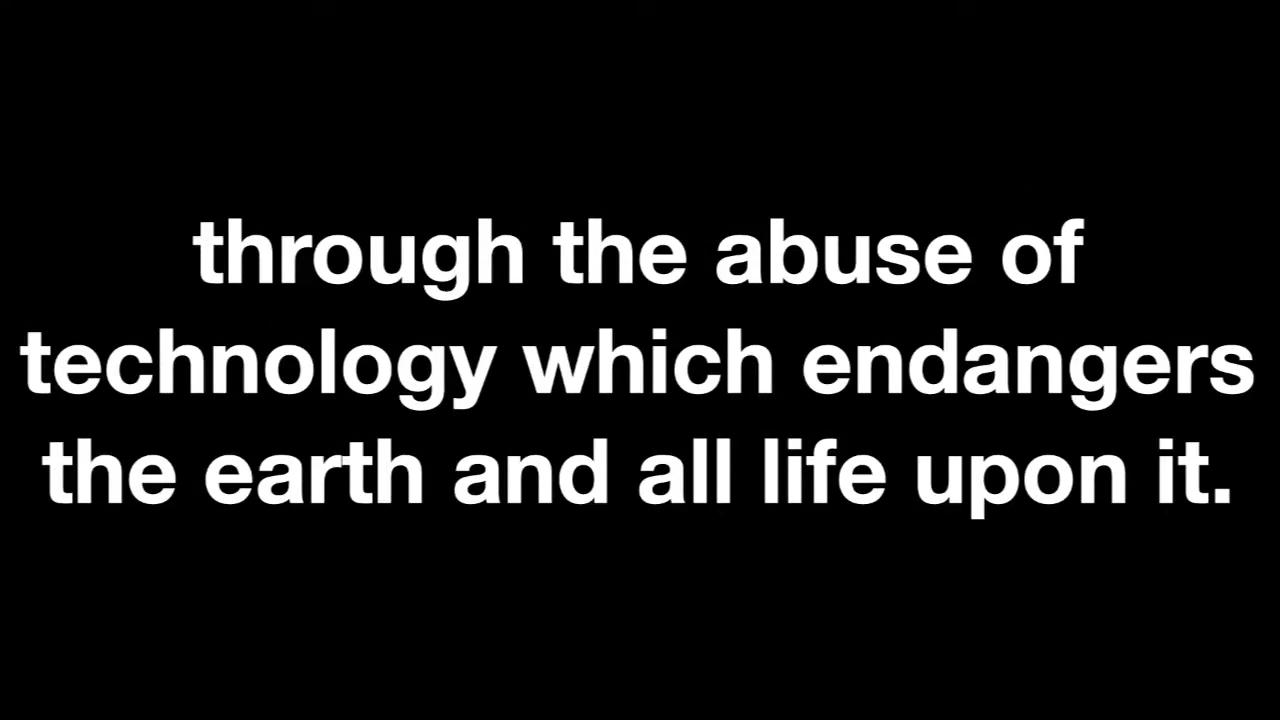 through the abuse of
technology which endangers
the earth and all life upon it.